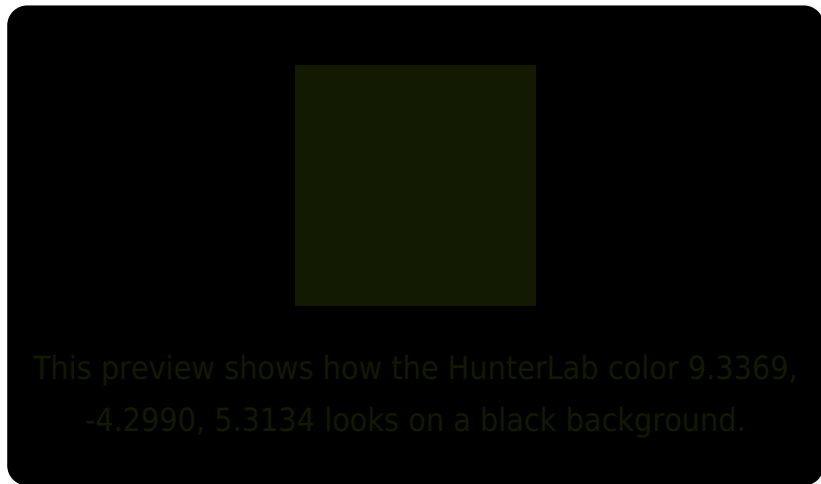 This preview shows how the HunterLab color 9.3369,
-4.2990, 5.3134 looks on a black background.